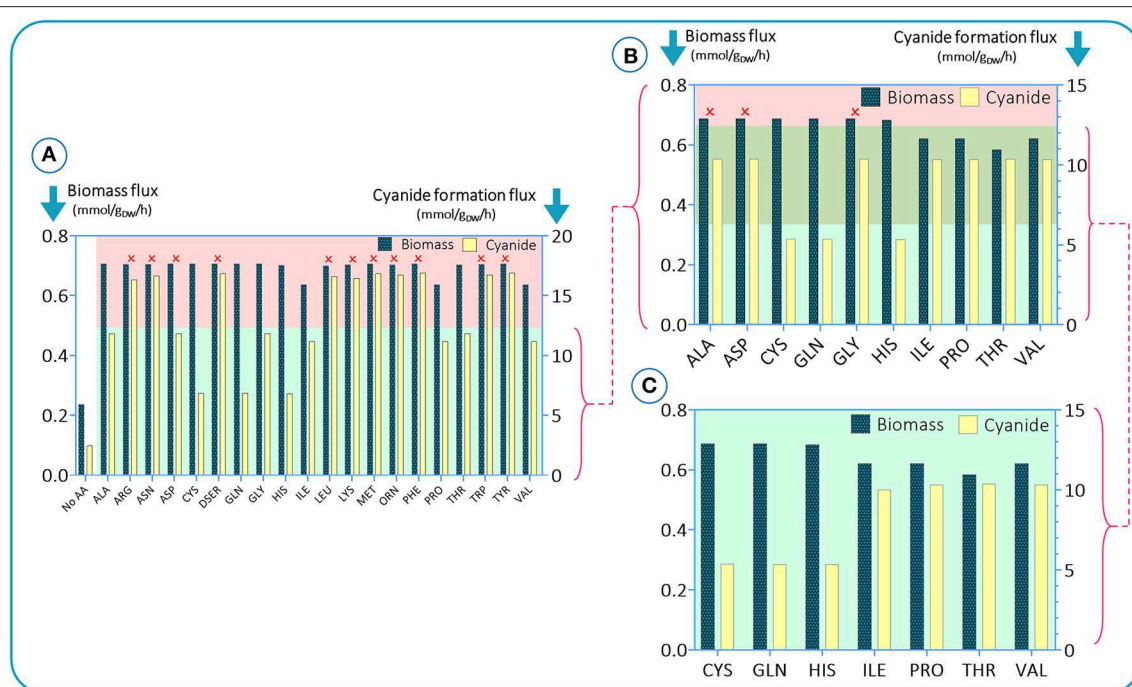 A
Biomass flux
(mmol/gDW/h)
Cyanide formation flux
(mmol/gDW/h)
Biomass Cyanide
0.8
0.6
0.4
0.2
0.0
20
15
10
5
0
x x x x x x x x x x x
No AA ALA ARG ASN ASP CYS DSER GLN GLY HIS ILE LEU LYS MET ORN PHE PRO THR TRP TYR VAL
B
Biomass flux
(mmol/gDW/h)
Cyanide formation flux
(mmol/gDW/h)
Biomass Cyanide
x x x
0.8
0.6
0.4
0.2
0.0
15
10
5
0
ALA ASP CYS GLN GLY HIS ILE PRO THR VAL
C
Biomass Cyanide
0.8
0.6
0.4
0.2
0.0
15
10
5
0
CYS GLN HIS ILE PRO THR VAL